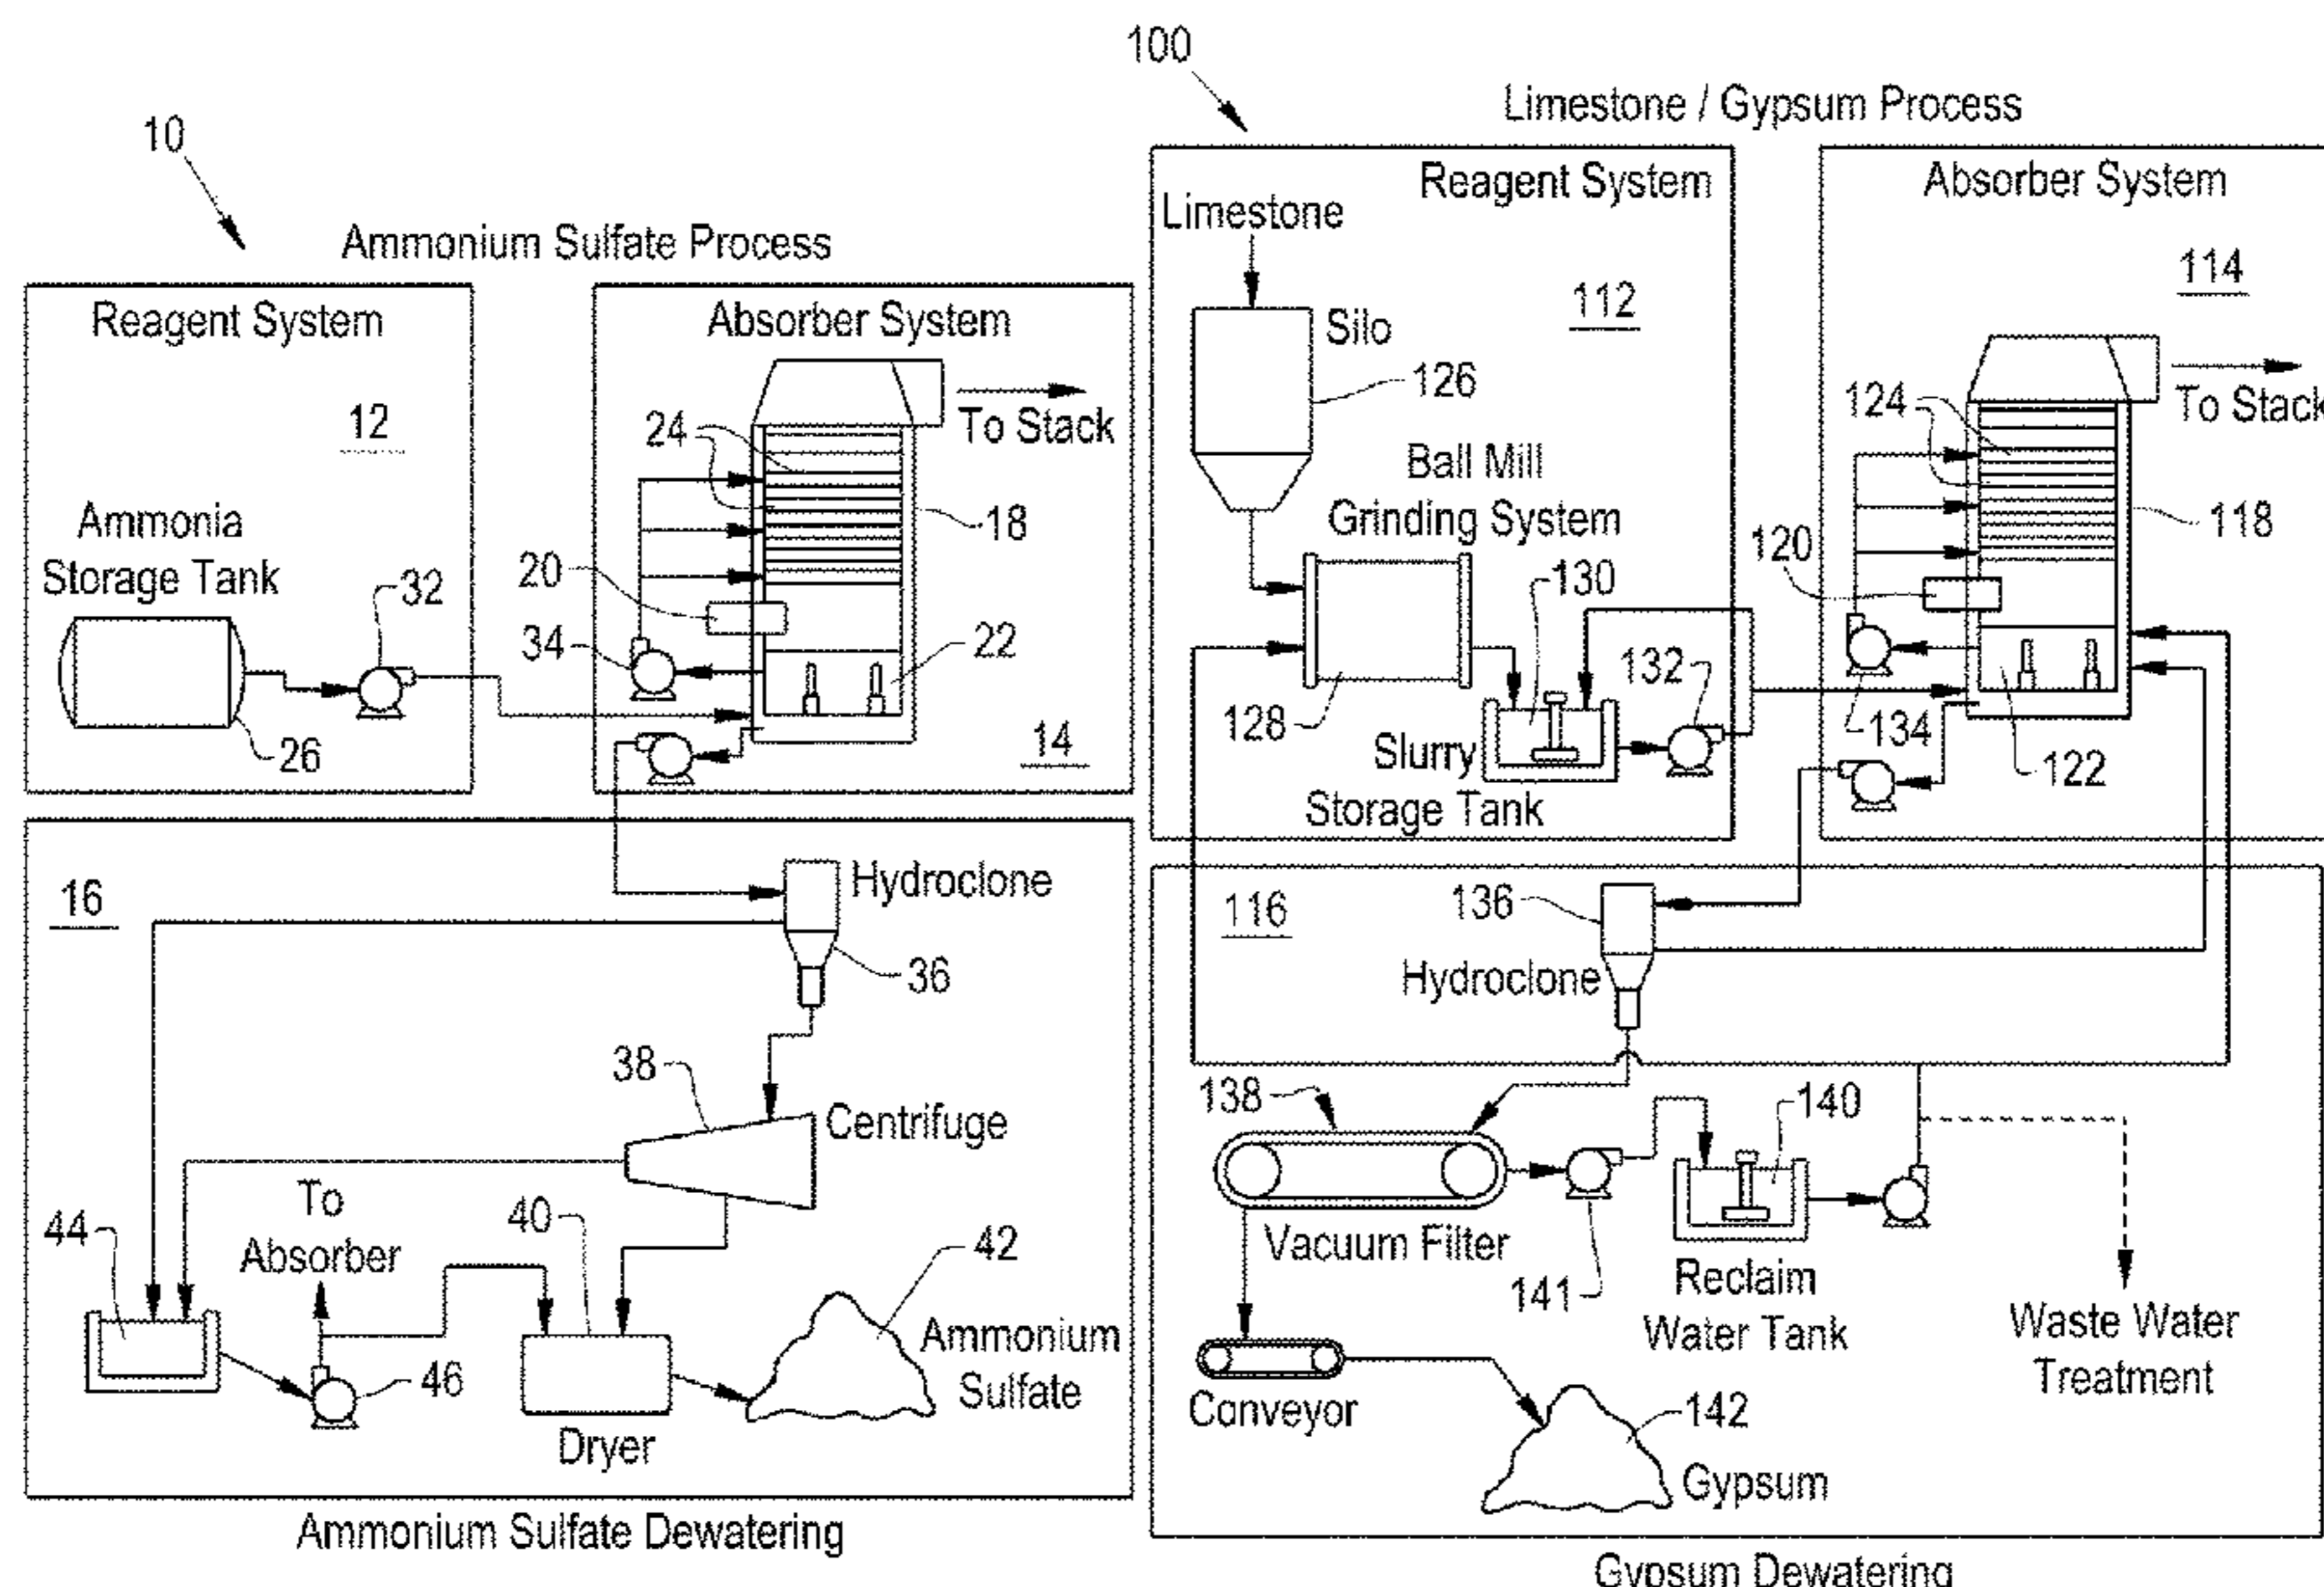 10
Ammonium Sulfate Process
Reagent System
12
Ammonia
Storage Tank
32
26
Absorber System
To Stack
24
18
20
34
22
14
16
Hydroclone
36
38
Centrifuge
To
Absorber
44
40
42
46
Dryer
Ammonium
Sulfate
Ammonium Sulfate Dewatering
100
Limestone / Gypsum Process
Reagent System
Limestone
112
Silo
126
Ball Mill
Grinding System
130
128
132
Slurry
Storage Tank
Absorber System
114
To Stack
124
118
120
134
122
116
136
Hydroclone
138
140
Vacuum Filter
141
Reclaim
Water Tank
Waste Water
Treatment
Conveyor
142
Gypsum
Gypsum Dewatering